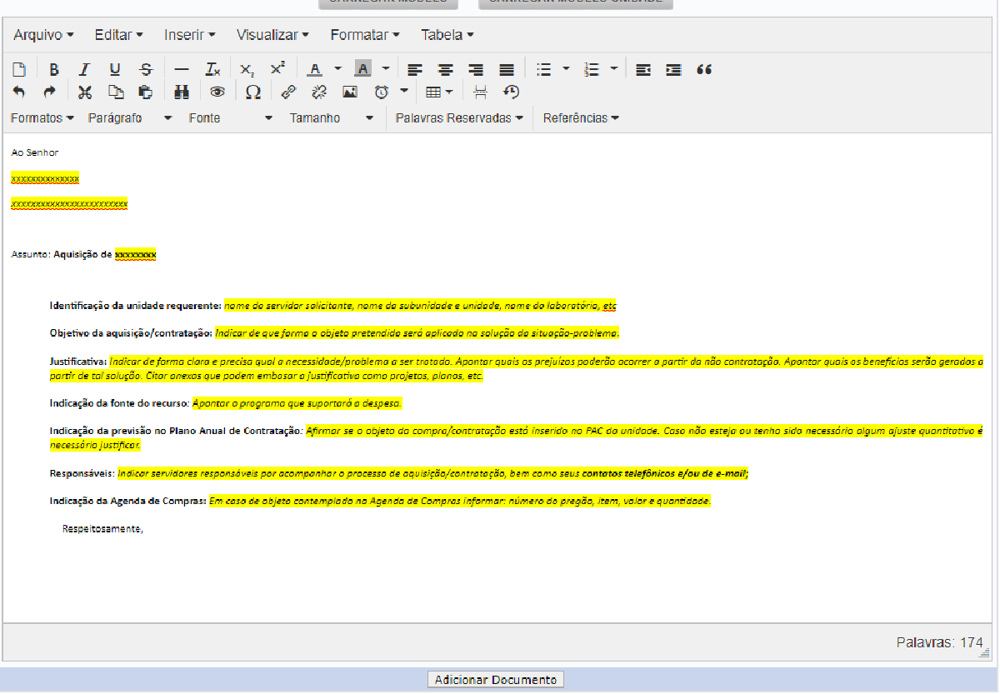 CARREGAR MODELO CARREGAR MODELO UNIDADE
Arquivo Editar Inserir Visualizar Formatar Tabela
Formatos Parágrafo Fonte Tamanho Palavras Reservadas Referências
Ao Senhor
xxxxxxxxxxxxxx
xxxxxxxxxxxxxxxxxxxxxxxx
Assunto: Aquisição de xxxxxxxx
Identificação da unidade requerente: nome do servidor solicitante, nome da subunidade e unidade, nome do laboratório, etc
Objetivo da aquisição/contratação: Indicar de que forma o objeto pretendido será aplicado na solução da situação-problema.
Justificativa: Indicar de forma clara e precisa qual a necessidade/problema a ser tratado. Apontar quais os prejuízos poderão ocorrer a partir da não contratação. Apontar quais os benefícios serão gerados a
partir de tal solução. Citar anexos que podem embasar a justificativa como projetos, planos, etc.
Indicação da fonte do recurso: Apontar o programa que suportará a despesa.
Indicação da previsão no Plano Anual de Contratação: Afirmar se o objeto da compra/contratação está inserido no PAC da unidade. Caso não esteja ou tenha sido necessário algum ajuste quantitativo é
necessário justificar.
Responsáveis: Indicar servidores responsáveis por acompanhar o processo de aquisição/contratação, bem como seus contatos telefônicos e/ou de e-mail;
Indicação da Agenda de Compras: Em caso de objeto contemplado na Agenda de Compras informar: número do pregão, item, valor e quantidade.
Respeitosamente,
Palavras: 174
Adicionar Documento